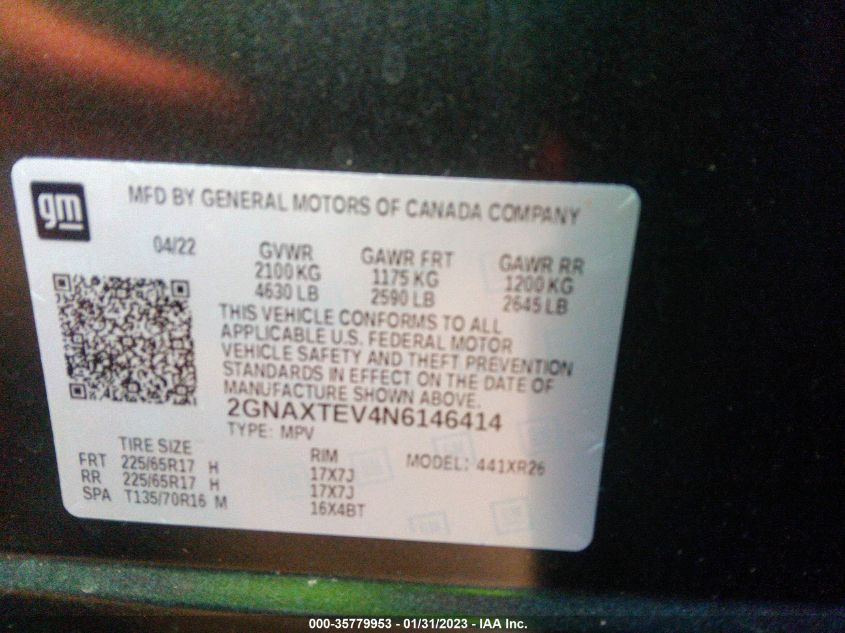 gm
MFD BY GENERAL MOTORS OF CANADA COMPANY
04/22 GVWR GAWR FRT GAWR RR
2100 KG 1175 KG 1200 KG
4630 LB 2590 LB 2645 LB
THIS VEHICLE CONFORMS TO ALL
APPLICABLE U.S. FEDERAL MOTOR
VEHICLE SAFETY AND THEFT PREVENTION
STANDARDS IN EFFECT ON THE DATE OF
MANUFACTURE SHOWN ABOVE.
2GNAXTEV4N6146414
TYPE: MPV
TIRE SIZE RIM MODEL: 441XR26
FRT 225/65R17 H 17X7J
RR 225/65R17 H 17X7J
SPA T135/70R16 M 16X4BT
000-35779953 - 01/31/2023 - IAA Inc.